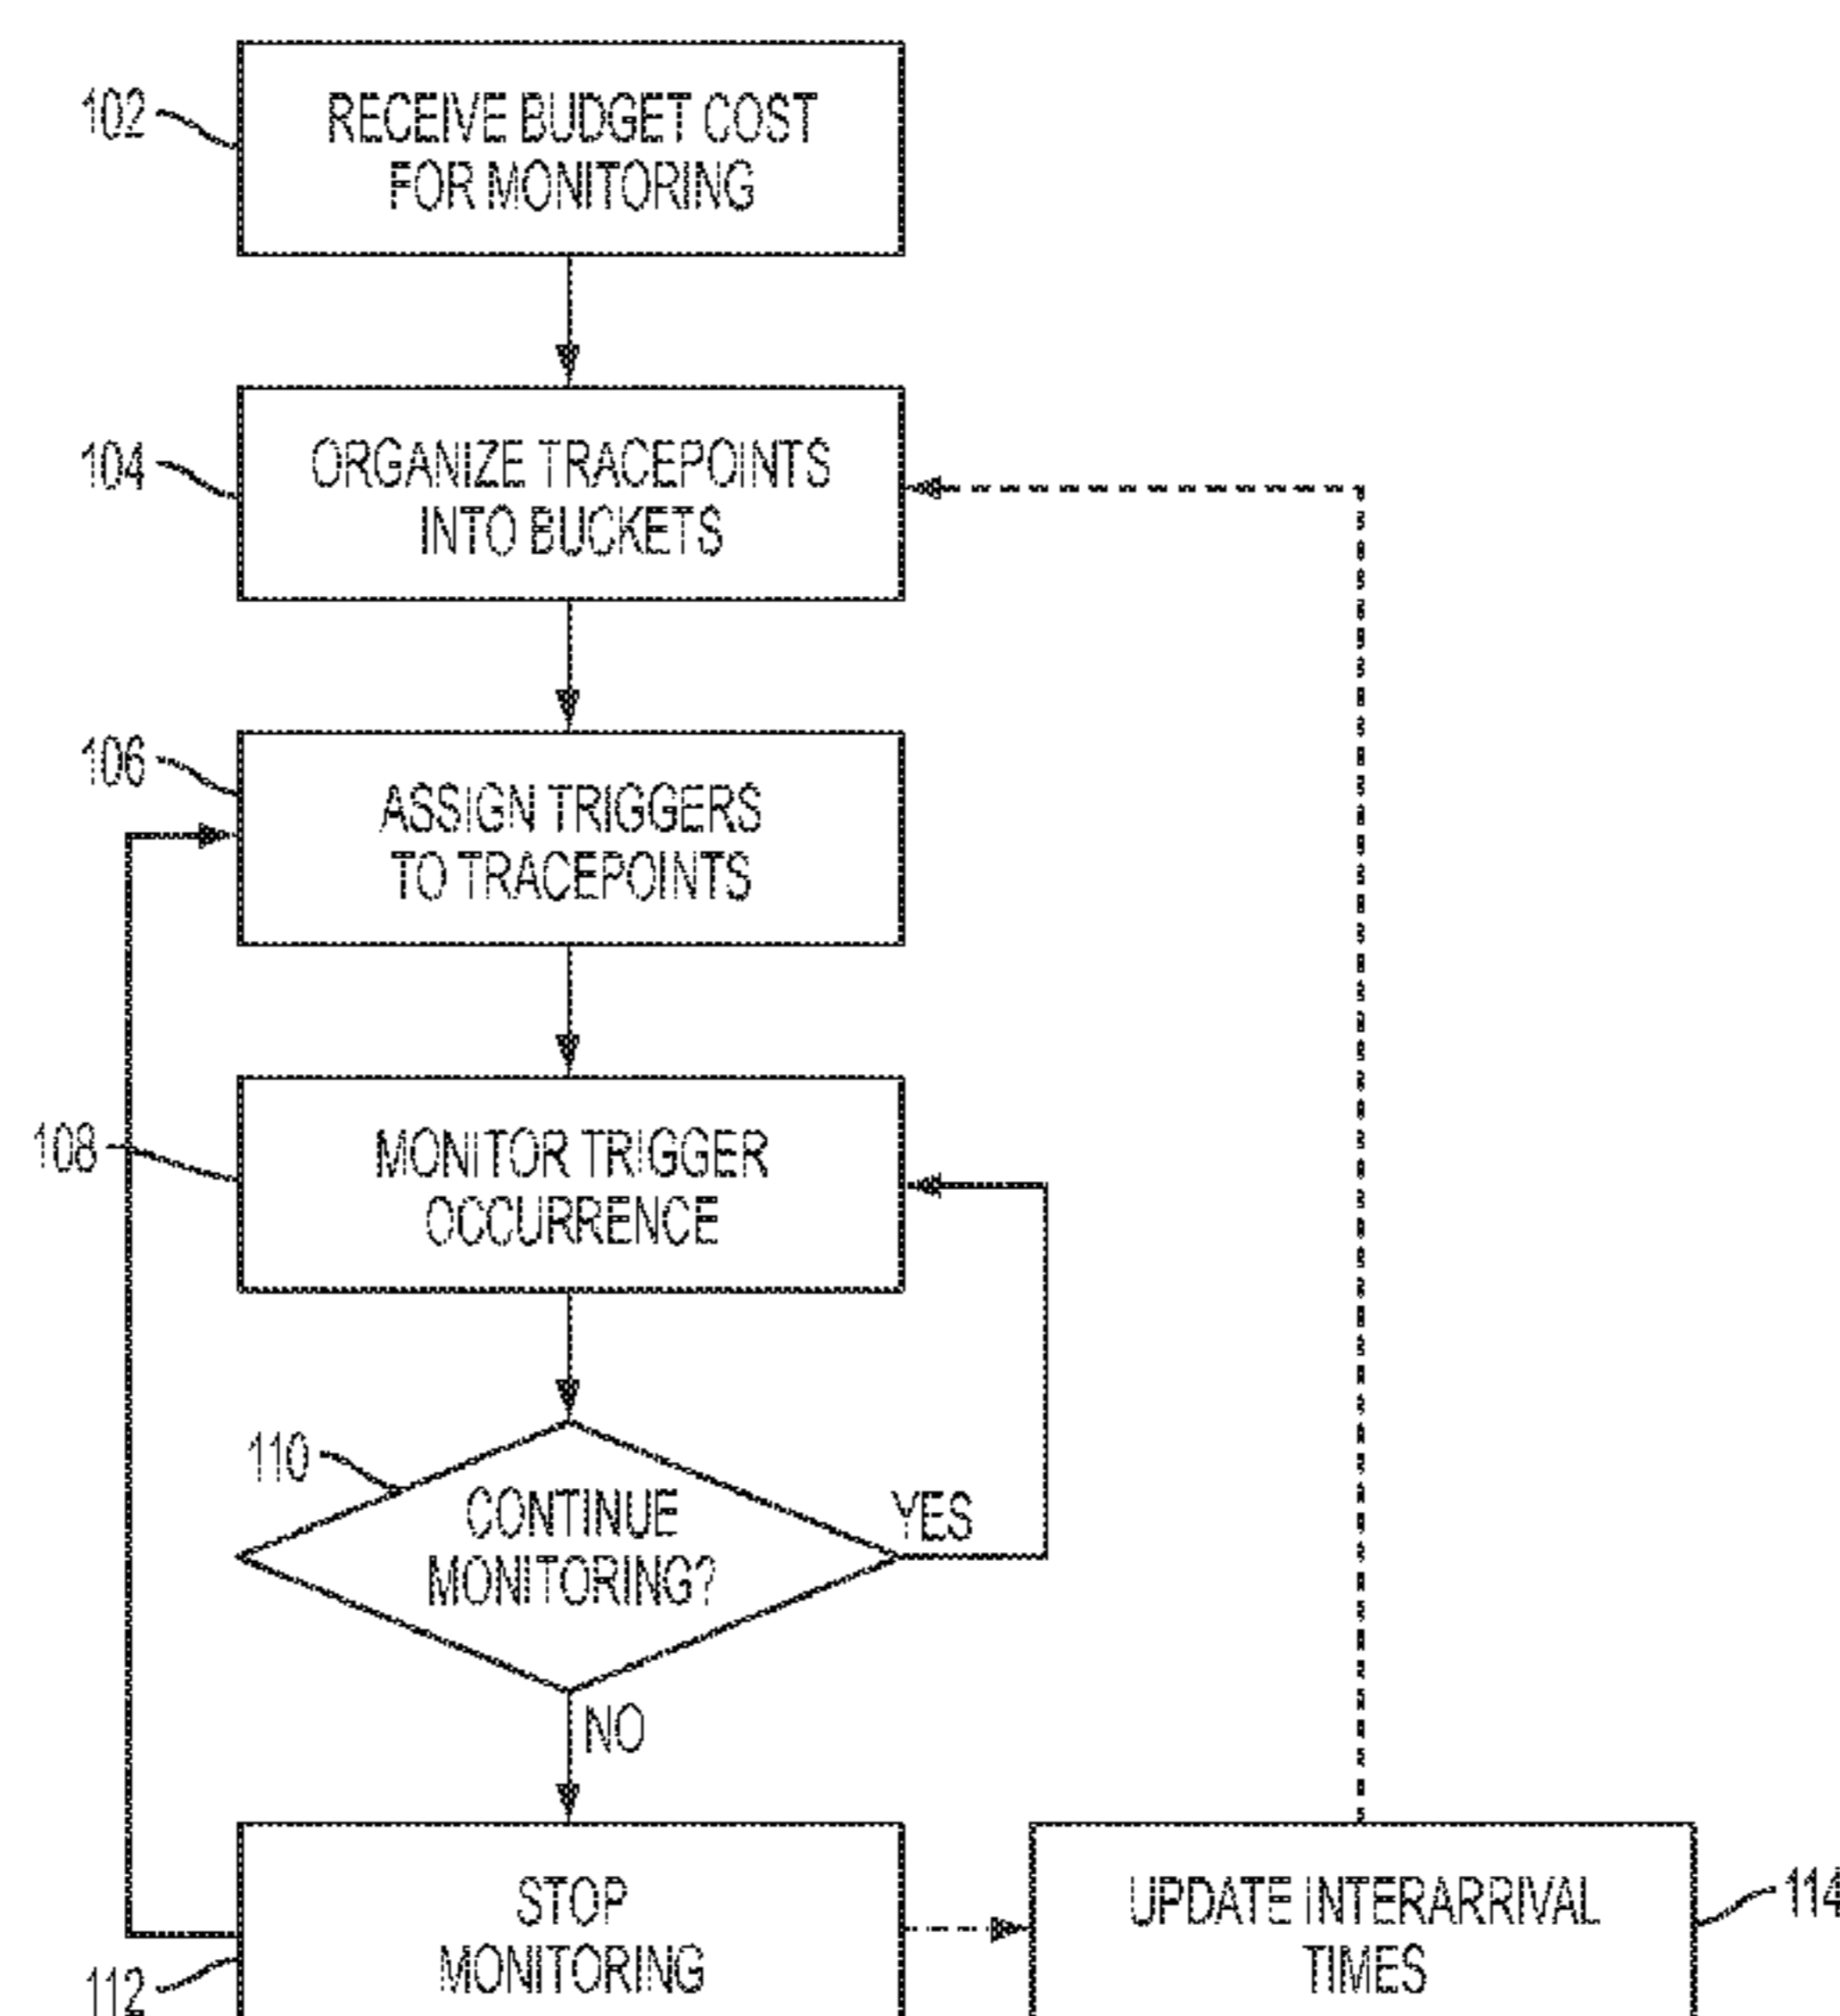 102
RECEIVE BUDGET COST
FOR MONITORING
104
ORGANIZE TRACEPOINTS
INTO BUCKETS
106
ASSIGN TRIGGERS
TO TRACEPOINTS
108
MONITOR TRIGGER
OCCURRENCE
110
CONTINUE
MONITORING?
YES
NO
STOP
MONITORING
112
UPDATE INTERARRIVAL
TIMES
114